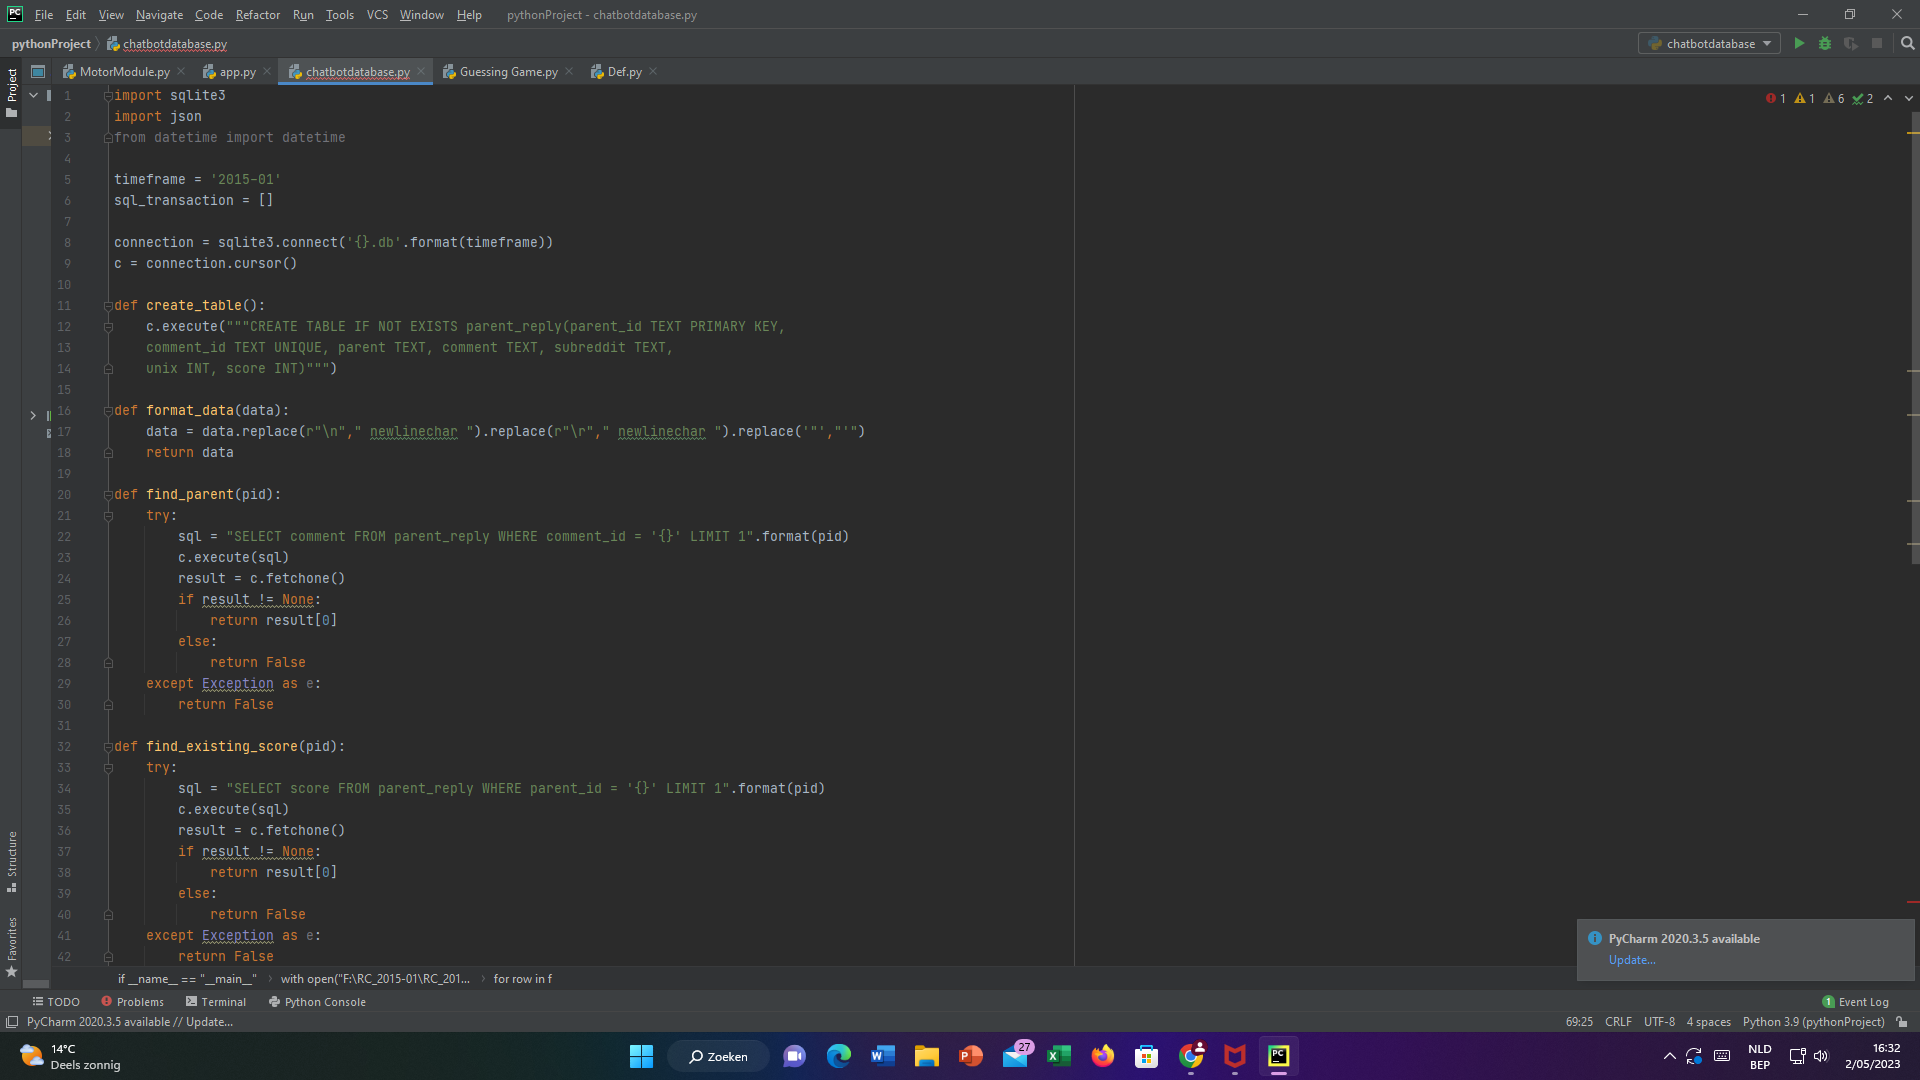 PC File Edit View Navigate Code Refactor Run Tools VCS Window Help pythonProject - chatbotdatabase.py
pythonProject chatbotdatabase.py chatbotdatabase
Project MotorModule.py app.py chatbotdatabase.py Guessing Game.py Def.py
1 import sqlite3 1 1 6 2
2 import json
3 from datetime import datetime
4
5 timeframe = '2015-01'
6 sql_transaction = []
7
8 connection = sqlite3.connect('{}.db'.format(timeframe))
9 c = connection.cursor()
10
11 def create_table():
12     c.execute("""CREATE TABLE IF NOT EXISTS parent_reply(parent_id TEXT PRIMARY KEY,
13     comment_id TEXT UNIQUE, parent TEXT, comment TEXT, subreddit TEXT,
14     unix INT, score INT)""")
15
16 def format_data(data):
17     data = data.replace(r"\n"," newlinechar ").replace(r"\r"," newlinechar ").replace('"',"'")
18     return data
19
20 def find_parent(pid):
21     try:
22         sql = "SELECT comment FROM parent_reply WHERE comment_id = '{}' LIMIT 1".format(pid)
23         c.execute(sql)
24         result = c.fetchone()
25         if result != None:
26             return result[0]
27         else:
28             return False
29     except Exception as e:
30         return False
31
32 def find_existing_score(pid):
33     try:
34         sql = "SELECT score FROM parent_reply WHERE parent_id = '{}' LIMIT 1".format(pid)
35         c.execute(sql)
36         result = c.fetchone()
37         if result != None:
38             return result[0]
39         else:
40             return False
41     except Exception as e:
42         return False
Structure
Favorites
PyCharm 2020.3.5 available
Update...
if __name__ == "__main__" with open("F:\RC_2015-01\RC_201... for row in f
TODO Problems Terminal Python Console 1 Event Log
PyCharm 2020.3.5 available // Update... 69:25 CRLF UTF-8 4 spaces Python 3.9 (pythonProject)
14°C
Deels zonnig
Zoeken
27
NLD
BEP
16:32
2/05/2023